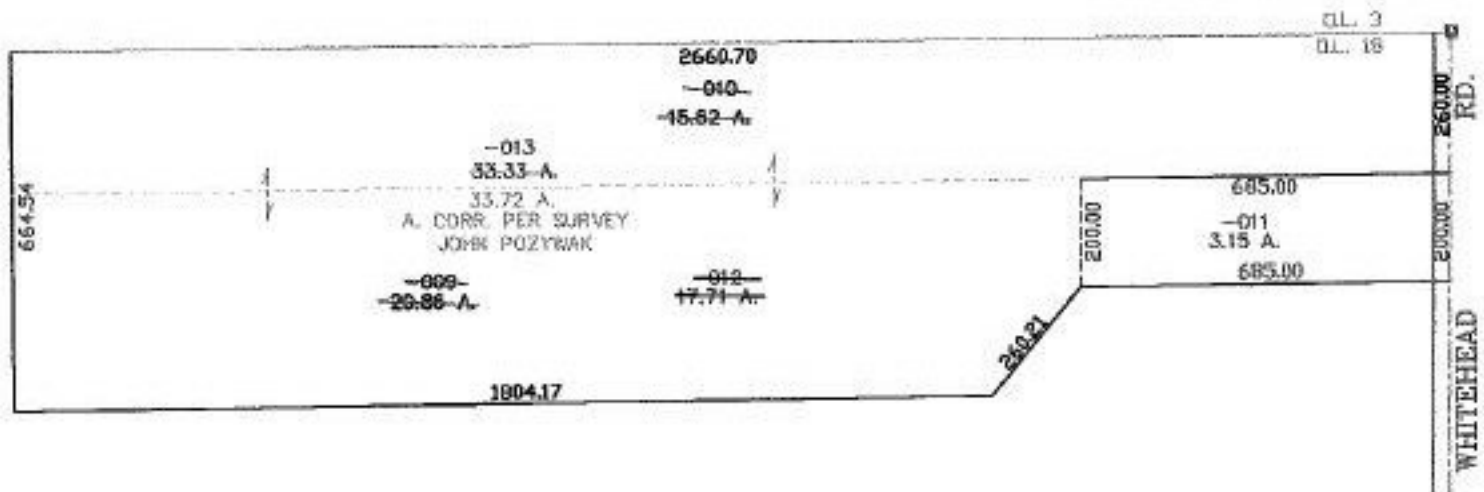 O.L. 3
O.L. 18
2660.70
-010-
-15.62 A.
260.00
RD.
-013
33.33 A.
33.72 A.
A. CORR. PER SURVEY
JOHN POZYWAK
664.54
685.00
-011
3.15 A.
200.00
200.00
685.00
-009-
-20.86 A.
-012-
17.71 A.
260.21
1804.17
WHITEHEAD